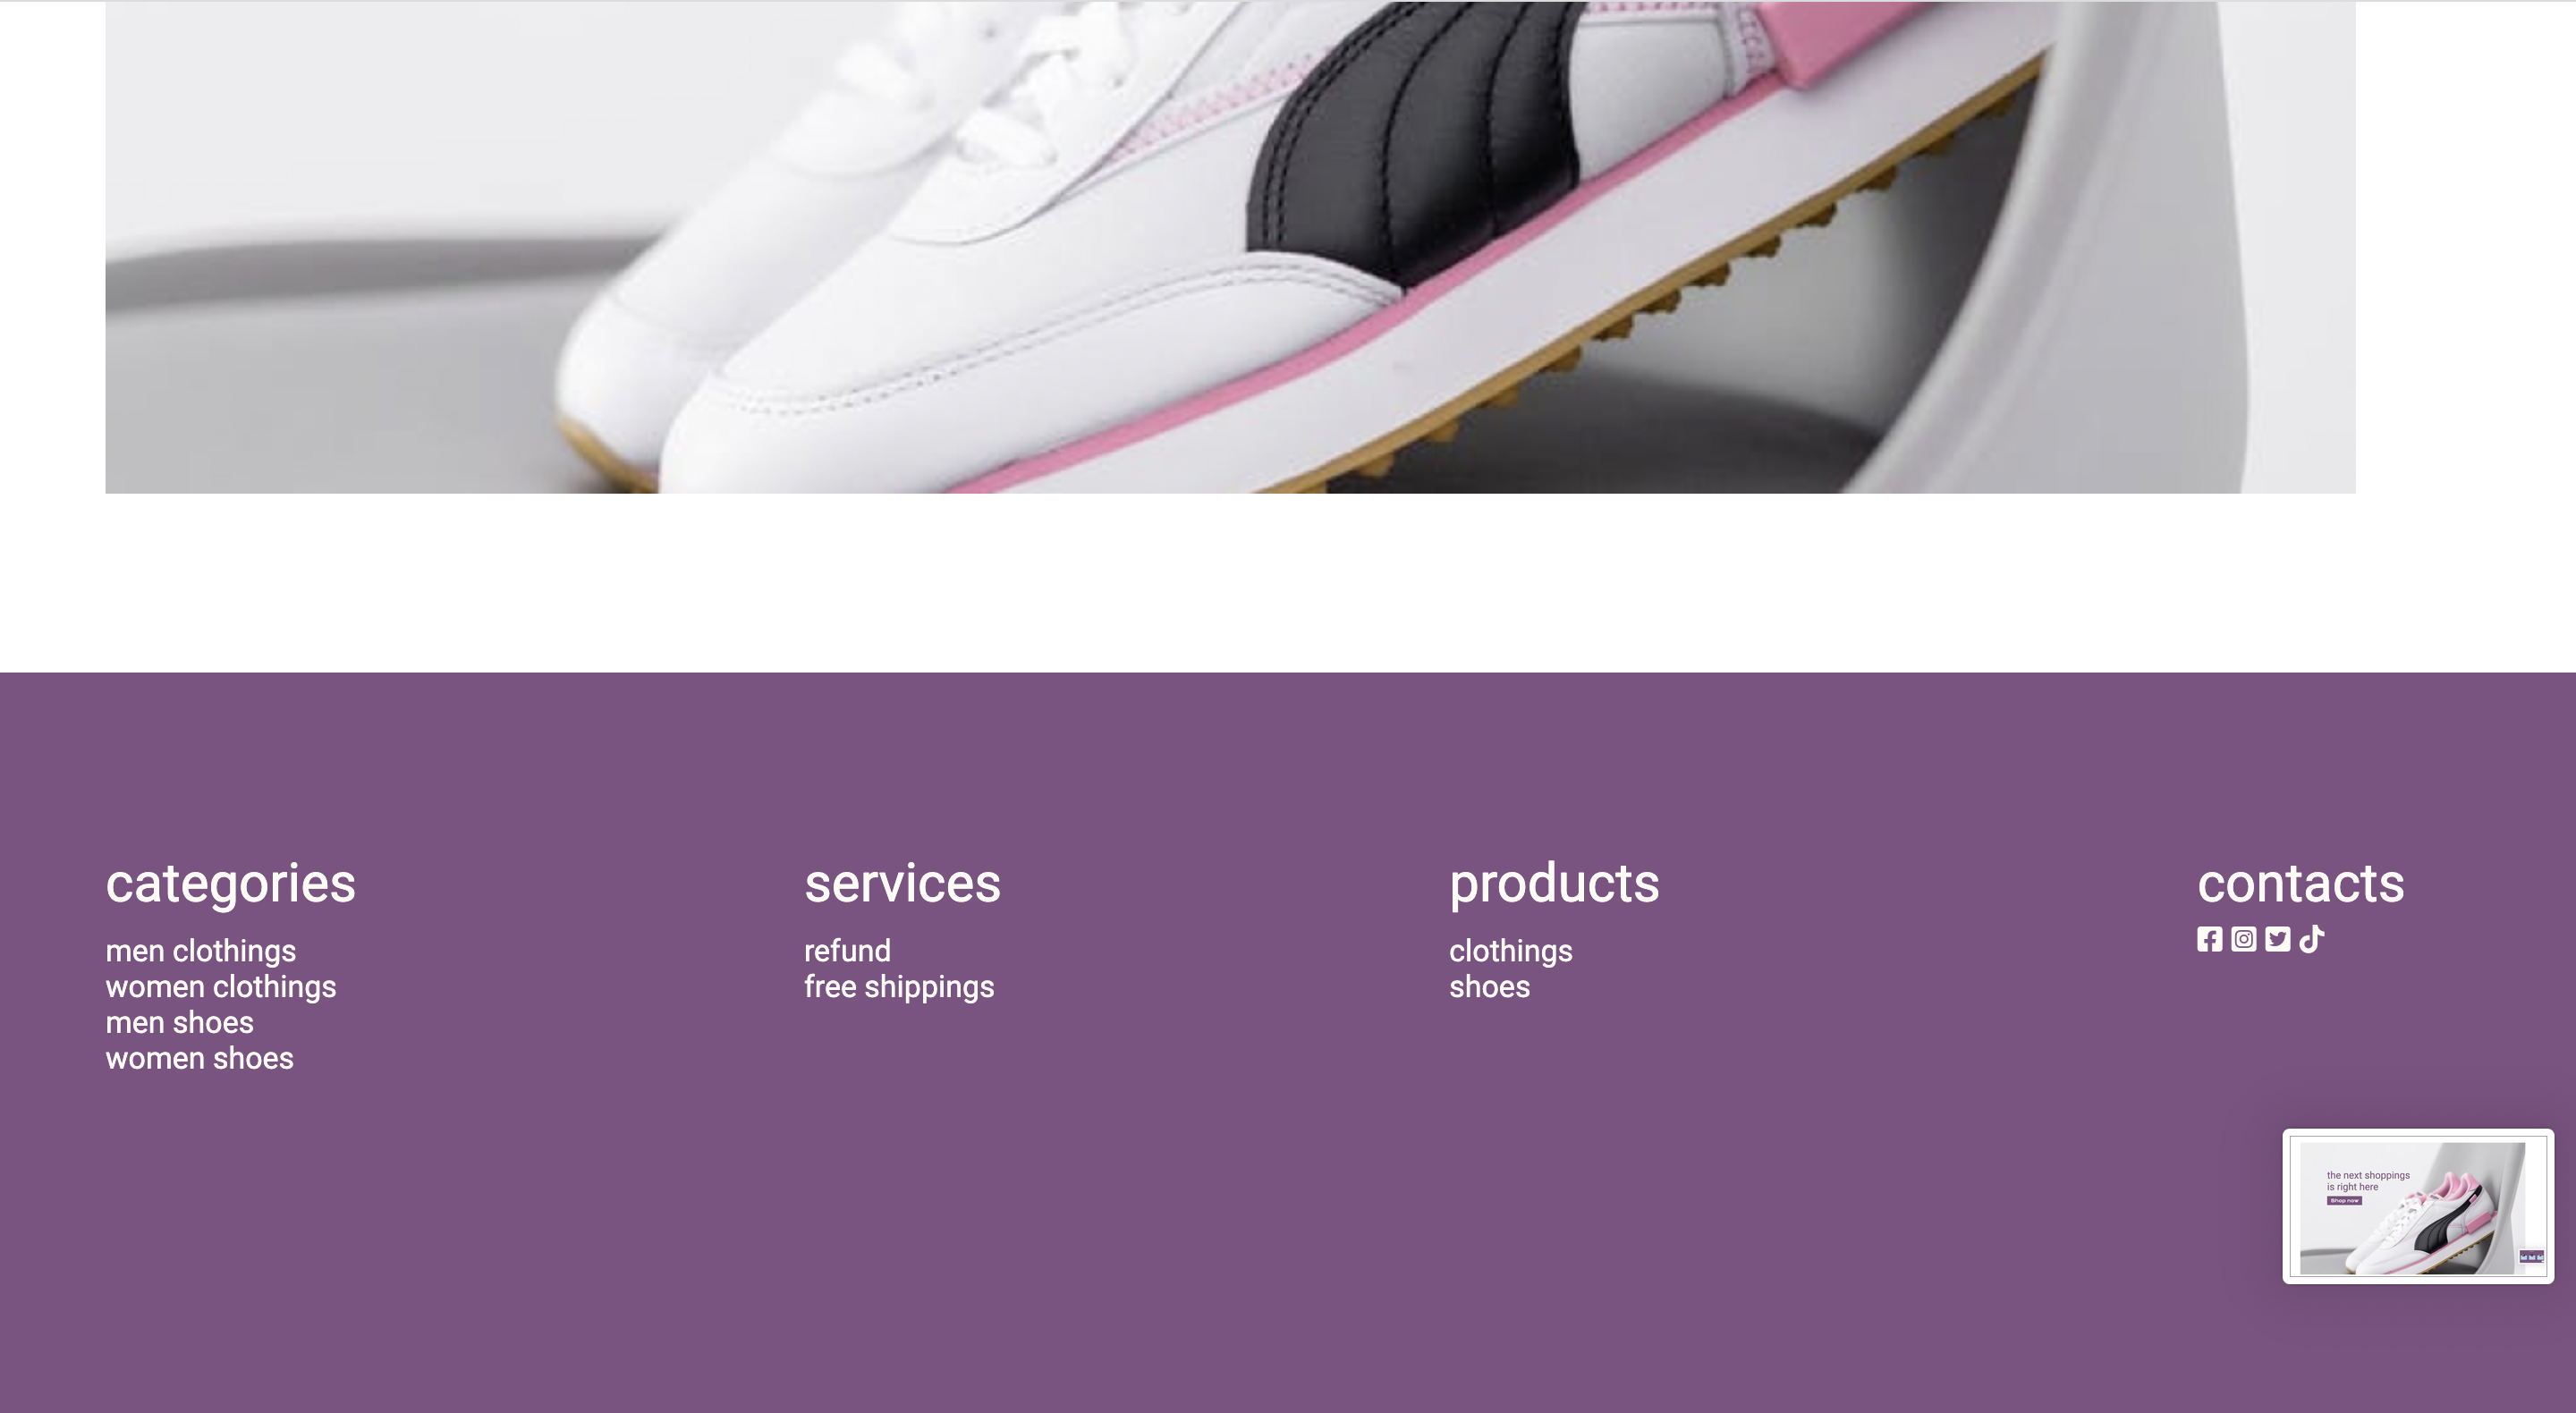 categories
men clothings
women clothings
men shoes
women shoes
services
refund
free shippings
products
clothings
shoes
contacts
the next shoppings
is right here
Shop now